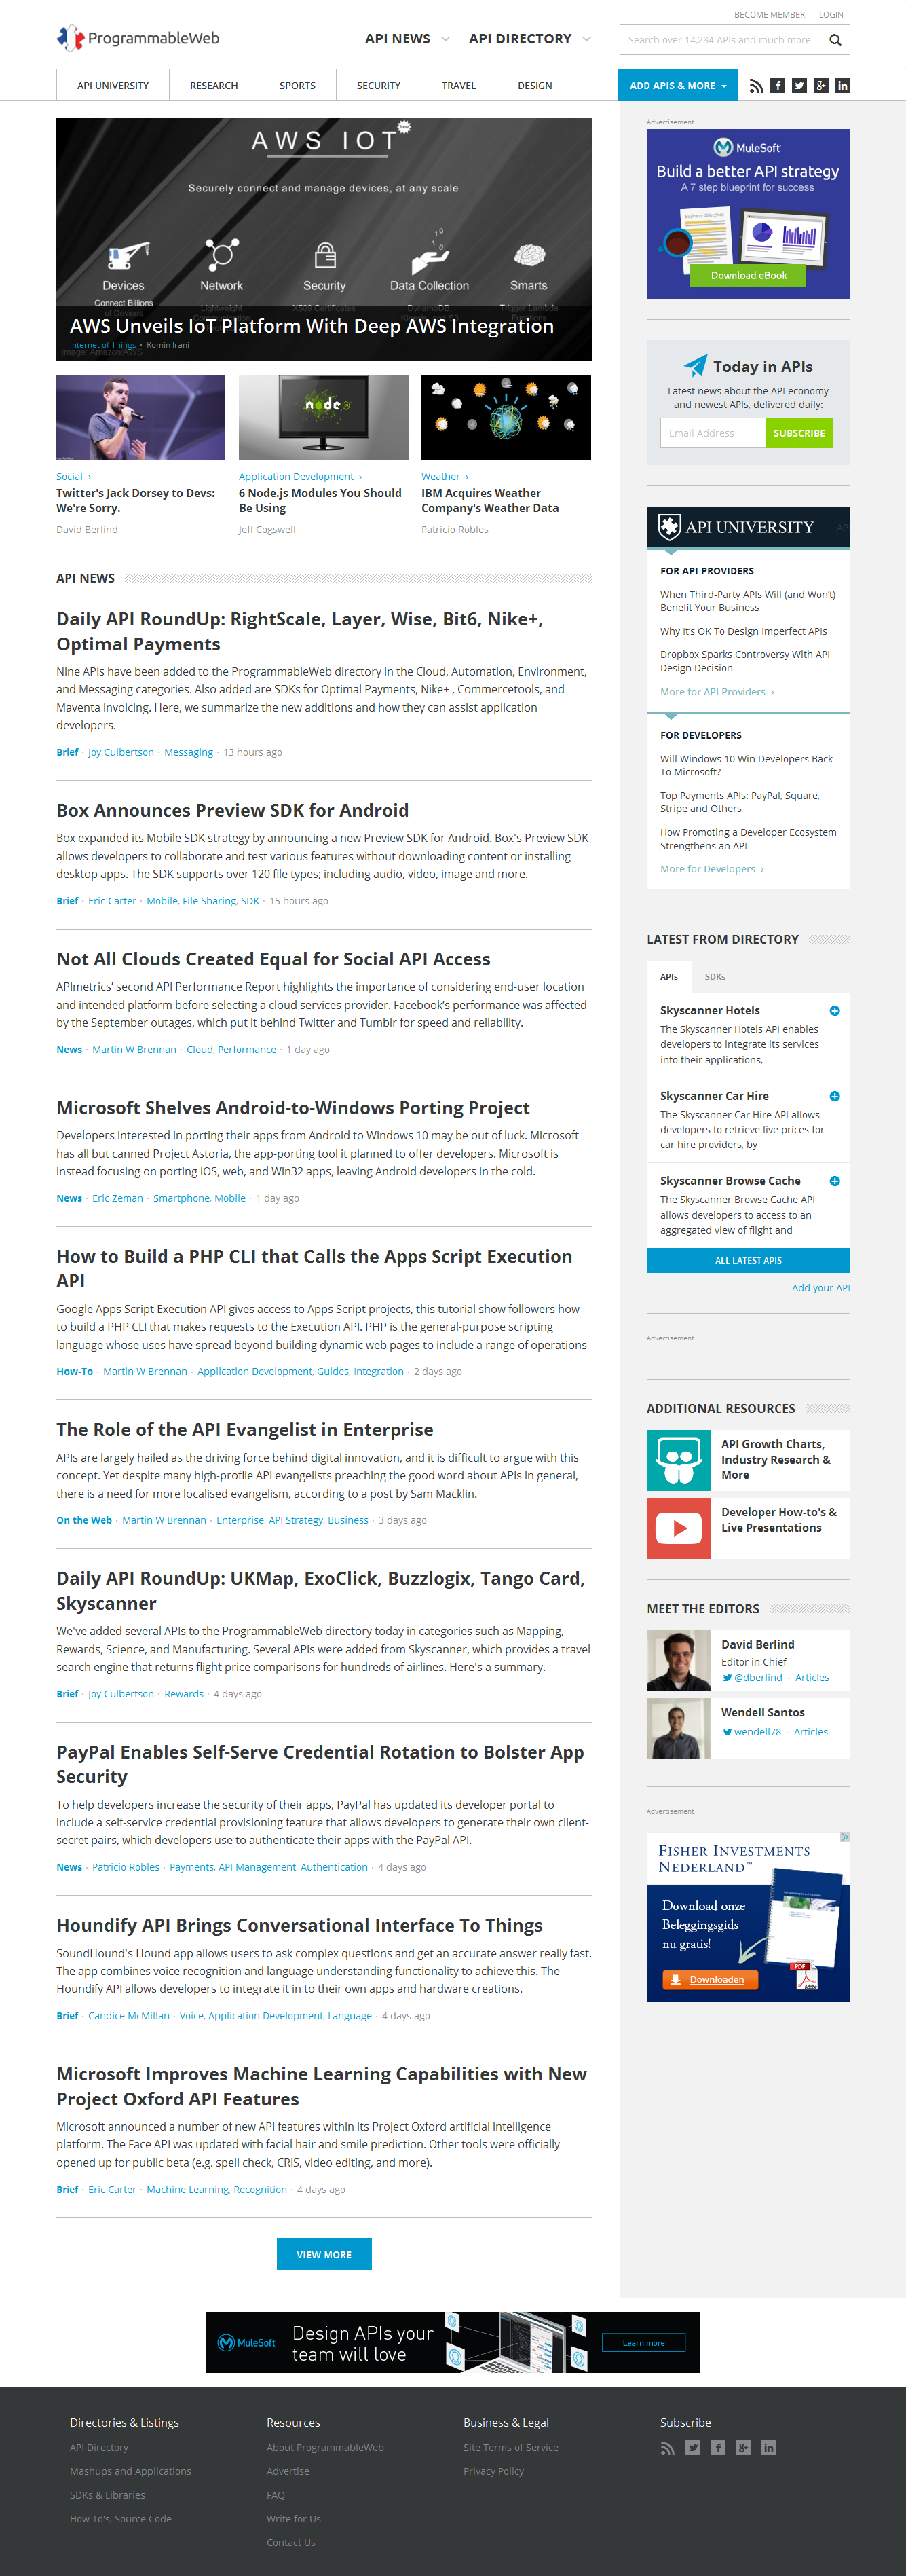 BECOME MEMBER | LOGIN
ProgrammableWeb
API NEWS
API DIRECTORY
Search over 14,284 APIs and much more
API UNIVERSITY
RESEARCH
SPORTS
SECURITY
TRAVEL
DESIGN
ADD APIS & MORE
AWS IOT
Securely connect and manage devices, at any scale
Devices
Network
Security
Data Collection
Smarts
Connect Billions
of Devices
AWS Unveils IoT Platform With Deep AWS Integration
Internet of Things · Romin Irani
Image: Amazon/AWS
Social ›
Twitter's Jack Dorsey to Devs:
We're Sorry.
David Berlind
node
Application Development ›
6 Node.js Modules You Should
Be Using
Jeff Cogswell
Weather ›
IBM Acquires Weather
Company's Weather Data
Patricio Robles
API NEWS
Daily API RoundUp: RightScale, Layer, Wise, Bit6, Nike+,
Optimal Payments
Nine APIs have been added to the ProgrammableWeb directory in the Cloud, Automation, Environment,
and Messaging categories. Also added are SDKs for Optimal Payments, Nike+ , Commercetools, and
Maventa invoicing. Here, we summarize the new additions and how they can assist application
developers.
Brief · Joy Culbertson · Messaging · 13 hours ago
Box Announces Preview SDK for Android
Box expanded its Mobile SDK strategy by announcing a new Preview SDK for Android. Box's Preview SDK
allows developers to collaborate and test various features without downloading content or installing
desktop apps. The SDK supports over 120 file types; including audio, video, image and more.
Brief · Eric Carter · Mobile, File Sharing, SDK · 15 hours ago
Not All Clouds Created Equal for Social API Access
APImetrics’ second API Performance Report highlights the importance of considering end-user location
and intended platform before selecting a cloud services provider. Facebook’s performance was affected
by the September outages, which put it behind Twitter and Tumblr for speed and reliability.
News · Martin W Brennan · Cloud, Performance · 1 day ago
Microsoft Shelves Android-to-Windows Porting Project
Developers interested in porting their apps from Android to Windows 10 may be out of luck. Microsoft
has all but canned Project Astoria, the app-porting tool it planned to offer developers. Microsoft is
instead focusing on porting iOS, web, and Win32 apps, leaving Android developers in the cold.
News · Eric Zeman · Smartphone, Mobile · 1 day ago
How to Build a PHP CLI that Calls the Apps Script Execution
API
Google Apps Script Execution API gives access to Apps Script projects, this tutorial show followers how
to build a PHP CLI that makes requests to the Execution API. PHP is the general-purpose scripting
language whose uses have spread beyond building dynamic web pages to include a range of operations
How-To · Martin W Brennan · Application Development, Guides, Integration · 2 days ago
The Role of the API Evangelist in Enterprise
APIs are largely hailed as the driving force behind digital innovation, and it is difficult to argue with this
concept. Yet despite many high-profile API evangelists preaching the good word about APIs in general,
there is a need for more localised evangelism, according to a post by Sam Macklin.
On the Web · Martin W Brennan · Enterprise, API Strategy, Business · 3 days ago
Daily API RoundUp: UKMap, ExoClick, Buzzlogix, Tango Card,
Skyscanner
We've added several APIs to the ProgrammableWeb directory today in categories such as Mapping,
Rewards, Science, and Manufacturing. Several APIs were added from Skyscanner, which provides a travel
search engine that returns flight price comparisons for hundreds of airlines. Here's a summary.
Brief · Joy Culbertson · Rewards · 4 days ago
PayPal Enables Self-Serve Credential Rotation to Bolster App
Security
To help developers increase the security of their apps, PayPal has updated its developer portal to
include a self-service credential provisioning feature that allows developers to generate their own client-
secret pairs, which developers use to authenticate their apps with the PayPal API.
News · Patricio Robles · Payments, API Management, Authentication · 4 days ago
Houndify API Brings Conversational Interface To Things
SoundHound's Hound app allows users to ask complex questions and get an accurate answer really fast.
The app combines voice recognition and language understanding functionality to achieve this. The
Houndify API allows developers to integrate it in to their own apps and hardware creations.
Brief · Candice McMillan · Voice, Application Development, Language · 4 days ago
Microsoft Improves Machine Learning Capabilities with New
Project Oxford API Features
Microsoft announced a number of new API features within its Project Oxford artificial intelligence
platform. The Face API was updated with facial hair and smile prediction. Other tools were officially
opened up for public beta (e.g. spell check, CRIS, video editing, and more).
Brief · Eric Carter · Machine Learning, Recognition · 4 days ago
VIEW MORE
Advertisement
MuleSoft
Build a better API strategy
A 7 step blueprint for success
Download eBook
Today in APIs
Latest news about the API economy
and newest APIs, delivered daily:
Email Address
SUBSCRIBE
API UNIVERSITY
FOR API PROVIDERS
When Third-Party APIs Will (and Won't)
Benefit Your Business
Why It's OK To Design Imperfect APIs
Dropbox Sparks Controversy With API
Design Decision
More for API Providers ›
FOR DEVELOPERS
Will Windows 10 Win Developers Back
To Microsoft?
Top Payments APIs: PayPal, Square,
Stripe and Others
How Promoting a Developer Ecosystem
Strengthens an API
More for Developers ›
LATEST FROM DIRECTORY
APIs
SDKs
Skyscanner Hotels
The Skyscanner Hotels API enables
developers to integrate its services
into their applications.
Skyscanner Car Hire
The Skyscanner Car Hire API allows
developers to retrieve live prices for
car hire providers, by
Skyscanner Browse Cache
The Skyscanner Browse Cache API
allows developers to access to an
aggregated view of flight and
ALL LATEST APIS
Add your API
Advertisement
ADDITIONAL RESOURCES
API Growth Charts,
Industry Research &
More
Developer How-to's &
Live Presentations
MEET THE EDITORS
David Berlind
Editor in Chief
@dberlind · Articles
Wendell Santos
wendell78 · Articles
Advertisement
FISHER INVESTMENTS
NEDERLAND™
Download onze
Beleggingsgids
nu gratis!
Downloaden
PDF
Adobe
MuleSoft
Design APIs your
team will love
Learn more
Directories & Listings
API Directory
Mashups and Applications
SDKs & Libraries
How To's, Source Code
Resources
About ProgrammableWeb
Advertise
FAQ
Write for Us
Contact Us
Business & Legal
Site Terms of Service
Privacy Policy
Subscribe